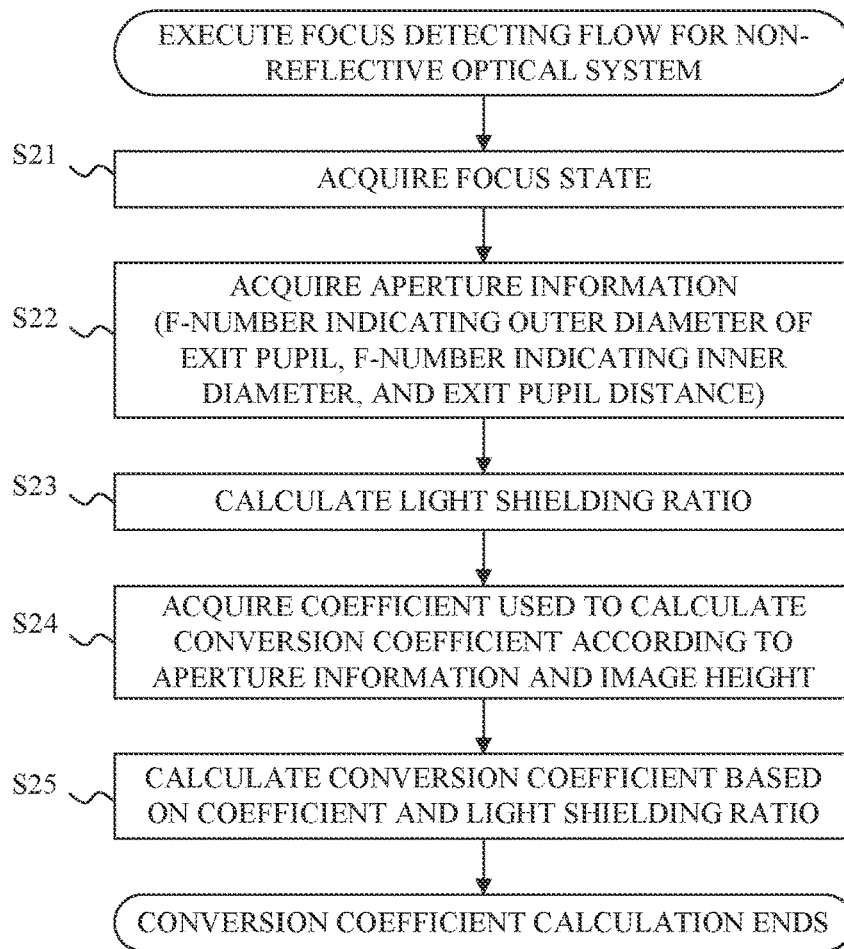 EXECUTE FOCUS DETECTING FLOW FOR NON-
REFLECTIVE OPTICAL SYSTEM
S21
ACQUIRE FOCUS STATE
S22
ACQUIRE APERTURE INFORMATION
(F-NUMBER INDICATING OUTER DIAMETER OF
EXIT PUPIL, F-NUMBER INDICATING INNER
DIAMETER, AND EXIT PUPIL DISTANCE)
S23
CALCULATE LIGHT SHIELDING RATIO
S24
ACQUIRE COEFFICIENT USED TO CALCULATE
CONVERSION COEFFICIENT ACCORDING TO
APERTURE INFORMATION AND IMAGE HEIGHT
S25
CALCULATE CONVERSION COEFFICIENT BASED
ON COEFFICIENT AND LIGHT SHIELDING RATIO
CONVERSION COEFFICIENT CALCULATION ENDS